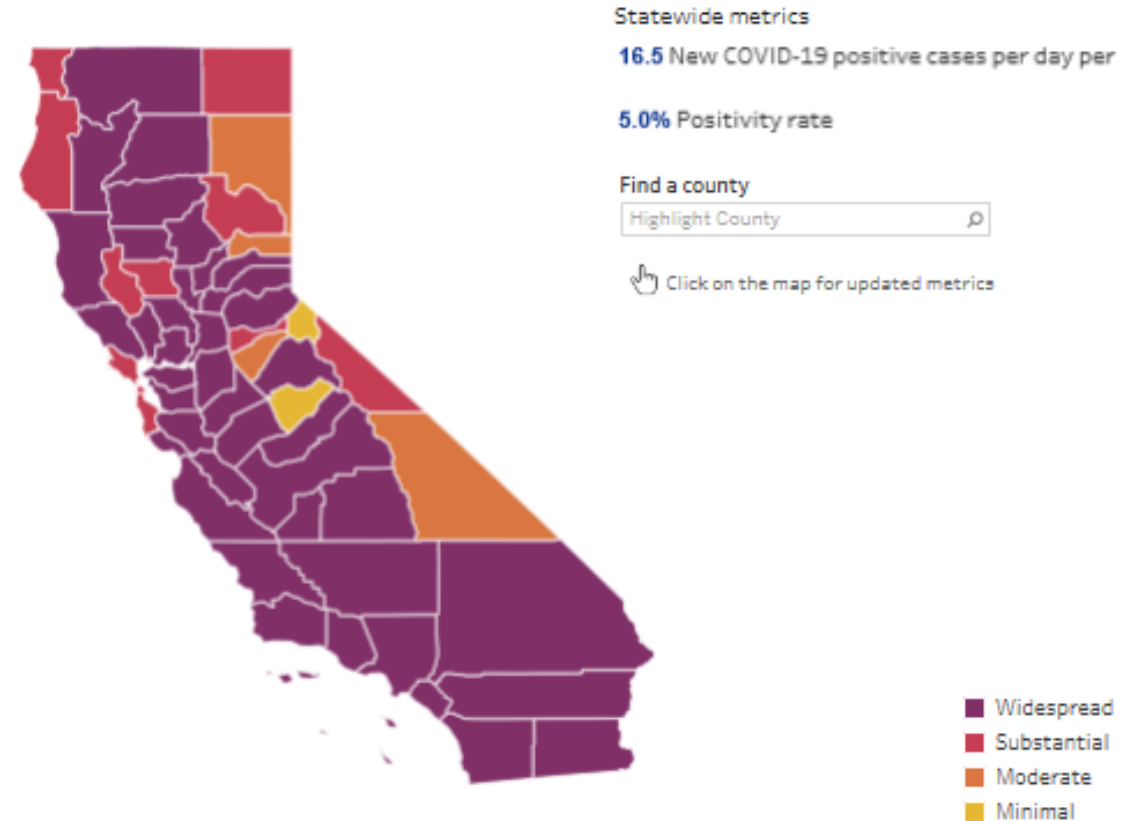 Statewide metrics
16.5 New COVID-19 positive cases per day per
5.0% Positivity rate
Find a county
Highlight County
Click on the map for updated metrics
Widespread
Substantial
Moderate
Minimal